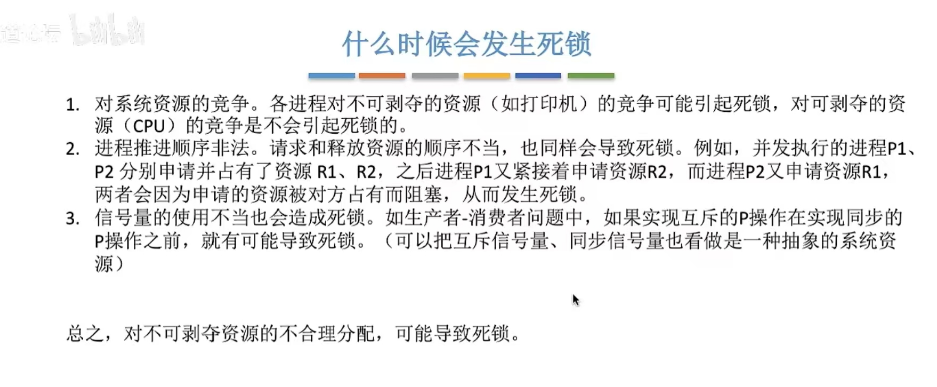 bilibili
什么时候会发生死锁
1. 对系统资源的竞争。各进程对不可剥夺的资源（如打印机）的竞争可能引起死锁，对可剥夺的资
源（CPU）的竞争是不会引起死锁的。
2. 进程推进顺序非法。请求和释放资源的顺序不当，也同样会导致死锁。例如，并发执行的进程P1、
P2 分别申请并占有了资源 R1、R2，之后进程P1又紧接着申请资源R2，而进程P2又申请资源R1，
两者会因为申请的资源被对方占有而阻塞，从而发生死锁。
3. 信号量的使用不当也会造成死锁。如生产者-消费者问题中，如果实现互斥的P操作在实现同步的
P操作之前，就有可能导致死锁。（可以把互斥信号量、同步信号量也看做是一种抽象的系统资
源）
总之，对不可剥夺资源的不合理分配，可能导致死锁。